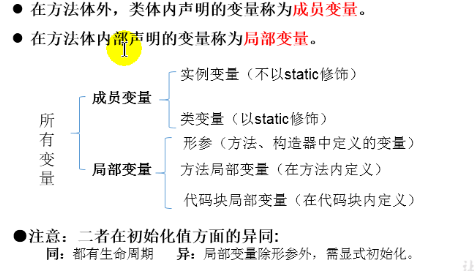 ● 在方法体外，类体内声明的变量称为成员变量。
● 在方法体内部声明的变量称为局部变量。
所有变量
成员变量
实例变量（不以static修饰）
类变量（以static修饰）
局部变量
形参（方法、构造器中定义的变量）
方法局部变量（在方法内定义）
代码块局部变量（在代码块内定义）
●注意：二者在初始化值方面的异同：
同：都有生命周期 异：局部变量除形参外，需显式初始化。